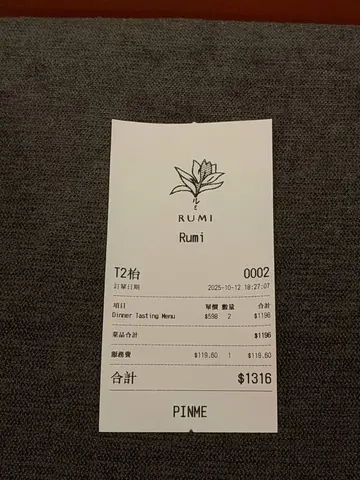 ルミ
RUMI
Rumi
T2枱 0002
訂單日期 2025-10-12 18:27:07
項目 單價 數量 合計
Dinner Tasting Menu $598 2 $1196
菜品合計 $1196
服務費 $119.60 1 $119.60
合計 $1316
PINME